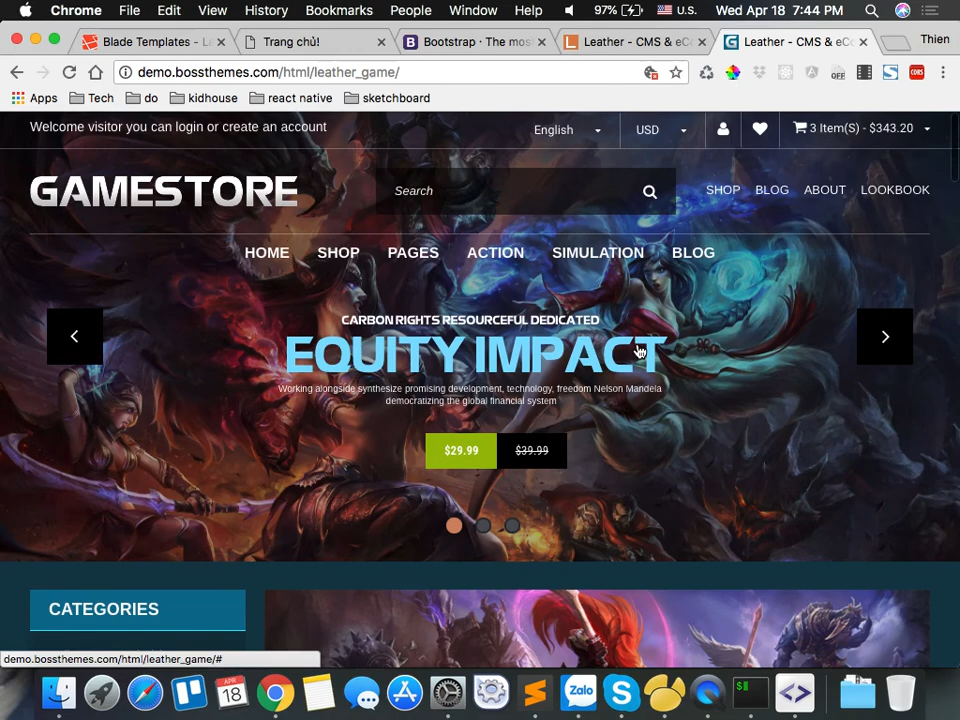 Chrome File Edit View History Bookmarks People Window Help 97% U.S. Wed Apr 18 7:44 PM
Blade Templates - La Trang chủ! Bootstrap · The mos Leather - CMS & eCo Leather - CMS & eCo Thien
demo.bossthemes.com/html/leather_game/
Apps Tech do kidhouse react native sketchboard
Welcome visitor you can login or create an account English USD 3 Item(S) - $343.20
GAMESTORE Search SHOP BLOG ABOUT LOOKBOOK
HOME SHOP PAGES ACTION SIMULATION BLOG
CARBON RIGHTS RESOURCEFUL DEDICATED
EQUITY IMPACT
Working alongside synthesize promising development, technology, freedom Nelson Mandela
democratizing the global financial system
$29.99 $39.99
CATEGORIES
demo.bossthemes.com/html/leather_game/#
APR
18
Zalo